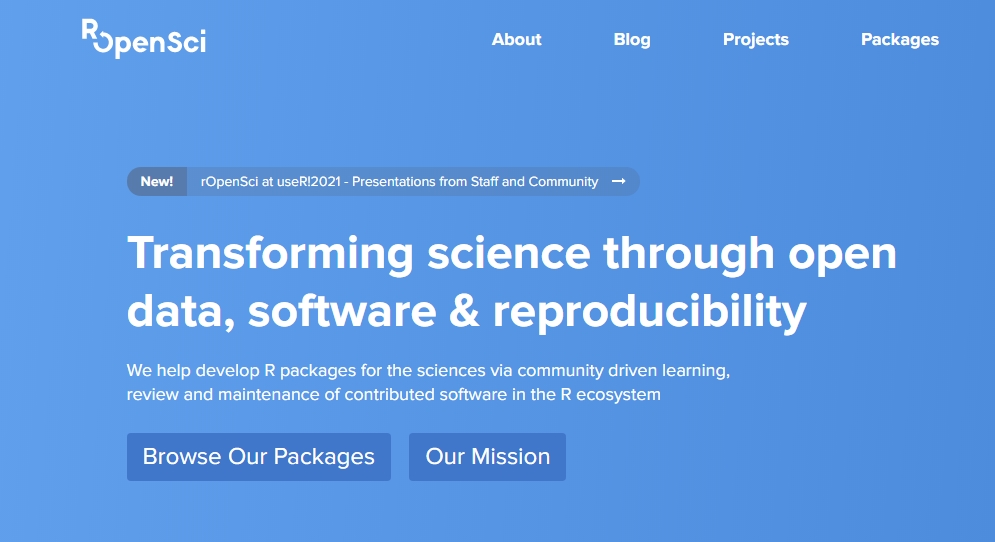 ROpenSci
About Blog Projects Packages
New! rOpenSci at useR!2021 - Presentations from Staff and Community →
Transforming science through open
data, software & reproducibility
We help develop R packages for the sciences via community driven learning,
review and maintenance of contributed software in the R ecosystem
Browse Our Packages Our Mission